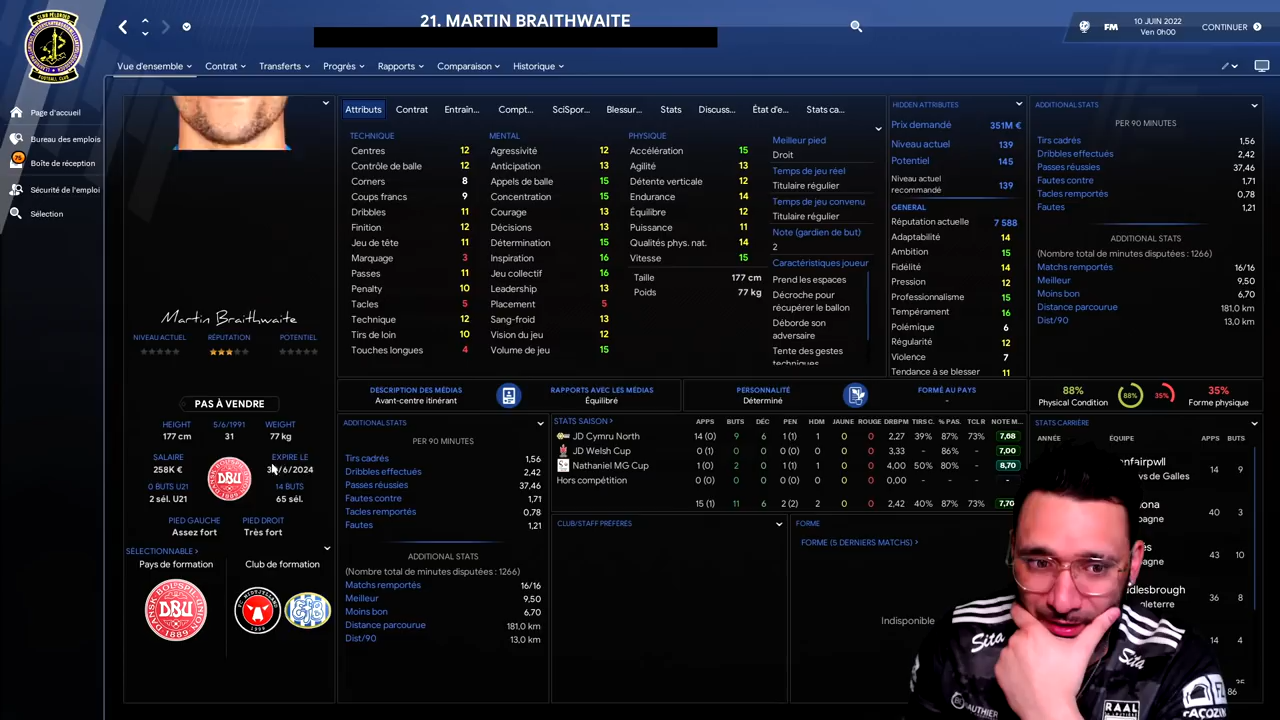 21. MARTIN BRAITHWAITE
10 JUIN 2022
Ven 0h00
FM
CONTINUER
Vue d'ensemble
Contrat
Transferts
Progrès
Rapports
Comparaison
Historique
Page d'accueil
Bureau des emplois
Boîte de réception
Sécurité de l'emploi
Sélection
Martin Braithwaite
NIVEAU ACTUEL RÉPUTATION POTENTIEL
PAS À VENDRE
HEIGHT 5/6/1991 WEIGHT
177 cm 31 77 kg
SALAIRE EXPIRE LE
258K € /6/2024
0 BUTS U21 14 BUTS
2 sél. U21 65 sél.
DBU
PIED GAUCHE PIED DROIT
Assez fort Très fort
SÉLECTIONNABLE >
Pays de formation Club de formation
DANSK BOLDSPIL UNION
DBU
1889
Attributs Contrat Entraîn... Compt... SciSpor... Blessur... Stats Discuss... État d'e... Stats ca...
TECHNIQUE
Centres 12
Contrôle de balle 12
Corners 8
Coups francs 9
Dribbles 11
Finition 12
Jeu de tête 11
Marquage 3
Passes 11
Penalty 10
Tacles 5
Technique 12
Tirs de loin 10
Touches longues 4
MENTAL
Agressivité 12
Anticipation 13
Appels de balle 15
Concentration 15
Courage 13
Décisions 13
Détermination 15
Inspiration 16
Jeu collectif 16
Leadership 13
Placement 5
Sang-froid 13
Vision du jeu 12
Volume de jeu 15
PHYSIQUE
Accélération 15
Agilité 13
Détente verticale 12
Endurance 14
Équilibre 12
Puissance 11
Qualités phys. nat. 14
Vitesse 15
Taille 177 cm
Poids 77 kg
Meilleur pied
Droit
Temps de jeu réel
Titulaire régulier
Temps de jeu convenu
Titulaire régulier
Note (gardien de but)
2
Caractéristiques joueur
Prend les espaces
Décroche pour
récupérer le ballon
Déborde son
adversaire
Tente des gestes
techniques
HIDDEN ATTRIBUTES
Prix demandé 351M €
Niveau actuel 139
Potentiel 145
Niveau actuel
recommandé 139
GENERAL
Réputation actuelle 7 588
Adaptabilité 14
Ambition 15
Fidélité 14
Pression 12
Professionnalisme 15
Tempérament 16
Polémique 6
Régularité 12
Violence 7
Tendance à se blesser 11
ADDITIONAL STATS
PER 90 MINUTES
Tirs cadrés 1,56
Dribbles effectués 2,42
Passes réussies 37,46
Fautes contre 1,71
Tacles remportés 0,78
Fautes 1,21
ADDITIONAL STATS
(Nombre total de minutes disputées : 1266)
Matchs remportés 16/16
Meilleur 9,50
Moins bon 6,70
Distance parcourue 181,0 km
Dist/90 13,0 km
DESCRIPTION DES MÉDIAS
Avant-centre itinérant
RAPPORTS AVEC LES MÉDIAS
Équilibré
PERSONNALITÉ
Déterminé
FORMÉ AU PAYS
-
88%
Physical Condition
88%
35%
35%
Forme physique
ADDITIONAL STATS
PER 90 MINUTES
Tirs cadrés 1,56
Dribbles effectués 2,42
Passes réussies 37,46
Fautes contre 1,71
Tacles remportés 0,78
Fautes 1,21
ADDITIONAL STATS
(Nombre total de minutes disputées : 1266)
Matchs remportés 16/16
Meilleur 9,50
Moins bon 6,70
Distance parcourue 181,0 km
Dist/90 13,0 km
STATS SAISON > APPS BUTS DÉC PEN HDM JAUNE ROUGE DRBPM TIRS C. % PAS. TCL R NOTE M...
JD Cymru North 14 (0) 9 6 1 (1) 1 0 0 2,27 39% 87% 73% 7,68
JD Welsh Cup 0 (1) 0 0 0 (0) 0 0 0 3,33 - 86% - 7,00
Nathaniel MG Cup 1 (0) 2 0 1 (1) 1 0 0 4,00 50% 87% 73% 8,70
Hors compétition 0 (0) 0 0 0 (0) 0 0 0 0,00 - - - -
15 (1) 11 6 2 (2) 2 0 0 2,42 40% 87% 73% 7,70
CLUB/STAFF PRÉFÉRÉS
FORME
FORME (5 DERNIERS MATCHS) >
Indisponible
STATS CARRIÈRE
ANNÉE ÉQUIPE APPS BUTS
nfairpwll 14 9
ys de Galles
ona 40 3
pagne
es 43 10
agne
dlesbrough 36 8
leterre
14 4
86
Sita
Sita
RAAL